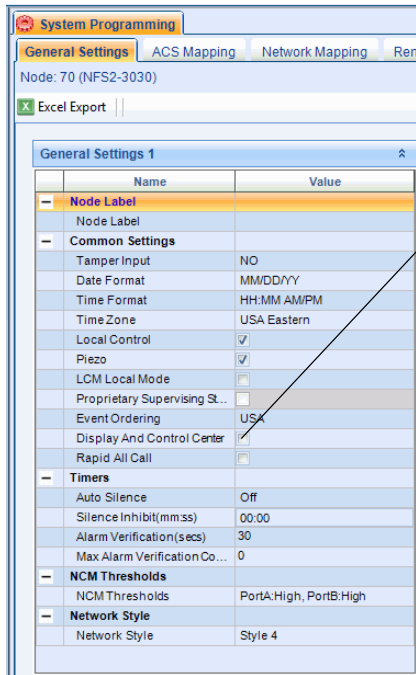 System Programming
General Settings ACS Mapping Network Mapping Ren
Node: 70 (NFS2-3030)
Excel Export
General Settings 1
Name Value
Node Label
Node Label
Common Settings
Tamper Input NO
Date Format MM/DD/YY
Time Format HH:MM AM/PM
Time Zone USA Eastern
Local Control
Piezo
LCM Local Mode
Proprietary Supervising St...
Event Ordering USA
Display And Control Center
Rapid All Call
Timers
Auto Silence Off
Silence Inhibit(mm:ss) 00:00
Alarm Verification(secs) 30
Max Alarm Verification Co... 0
NCM Thresholds
NCM Thresholds PortA:High, PortB:High
Network Style
Network Style Style 4